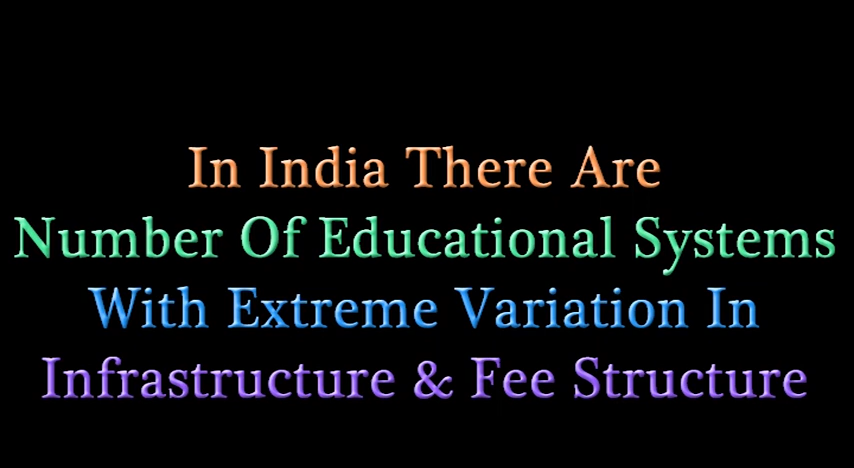 In India There Are
Number Of Educational Systems
With Extreme Variation In
Infrastructure & Fee Structure